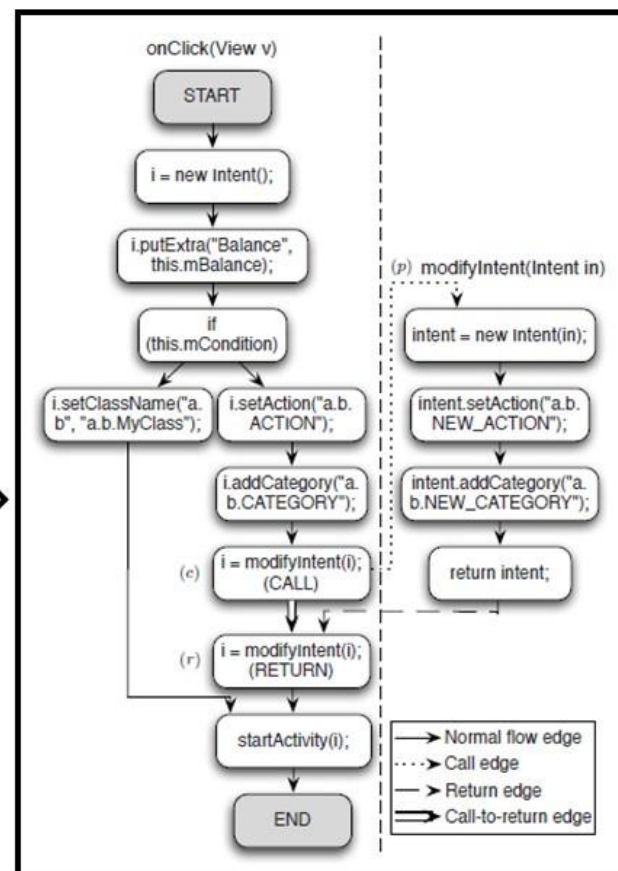 onClick(View v)
START
i = new Intent();
i.putExtra("Balance",
this.mBalance);
if
(this.mCondition)
i.setClassName("a.
b", "a.b.MyClass");
i.setAction("a.b.
ACTION");
i.addCategory("a.
b.CATEGORY");
(c)
i = modifyIntent(i);
(CALL)
(r)
i = modifyIntent(i);
(RETURN)
startActivity(i);
END
(p) modifyIntent(Intent in)
intent = new Intent(in);
intent.setAction("a.b.
NEW_ACTION");
intent.addCategory("a.
b.NEW_CATEGORY");
return intent;
Normal flow edge
Call edge
Return edge
Call-to-return edge